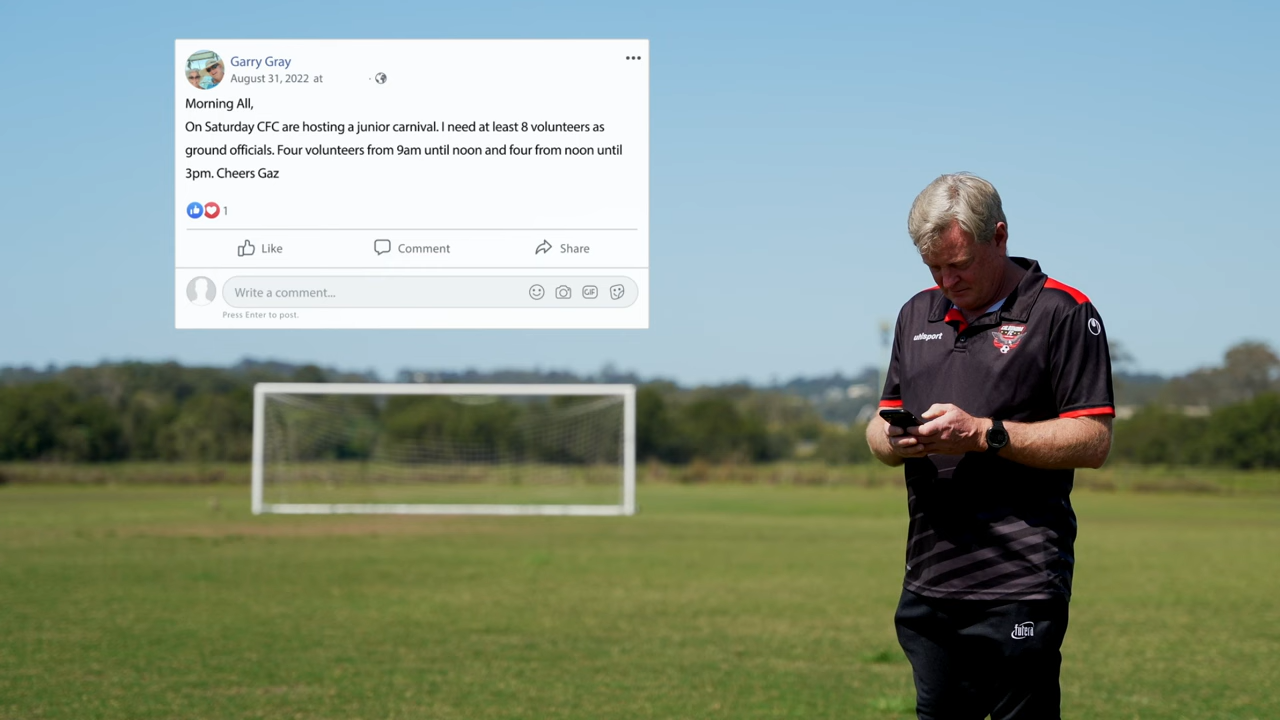 Garry Gray
August 31, 2022 at
Morning All,
On Saturday CFC are hosting a junior carnival. I need at least 8 volunteers as
ground officials. Four volunteers from 9am until noon and four from noon until
3pm. Cheers Gaz
1
Like
Comment
Share
Write a comment...
GIF
Press Enter to post.
uhlsport
futera